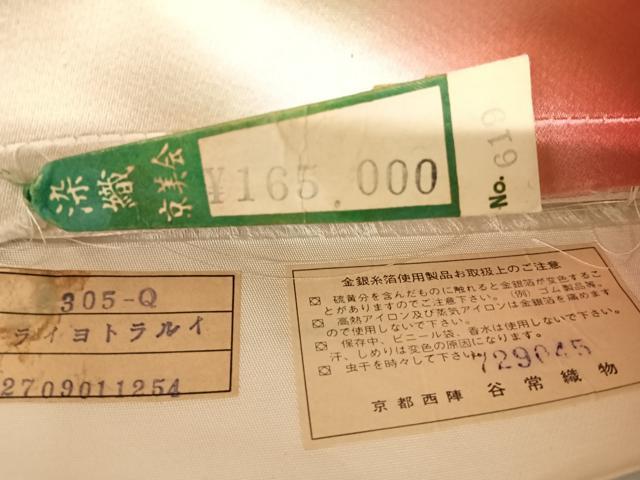 染織
京美会
¥165.000
No. 619
305-Q
ライヨトラルイ
2709011254
金銀糸箔使用製品お取扱上のご注意
硫黄分を含んだものに触れると金銀箔が変色するこ
とがありますのでご注意下さい。(例)ゴム製品等。
高熱アイロン及び蒸気アイロンは金銀箔を痛めます
ので使用しないで下さい。
保存中、ビニール袋、香水は使用しないで下さい。
汗、しめりは変色の原因になります。
虫干を時々して下さい。
729045
京都西陣 谷常織物